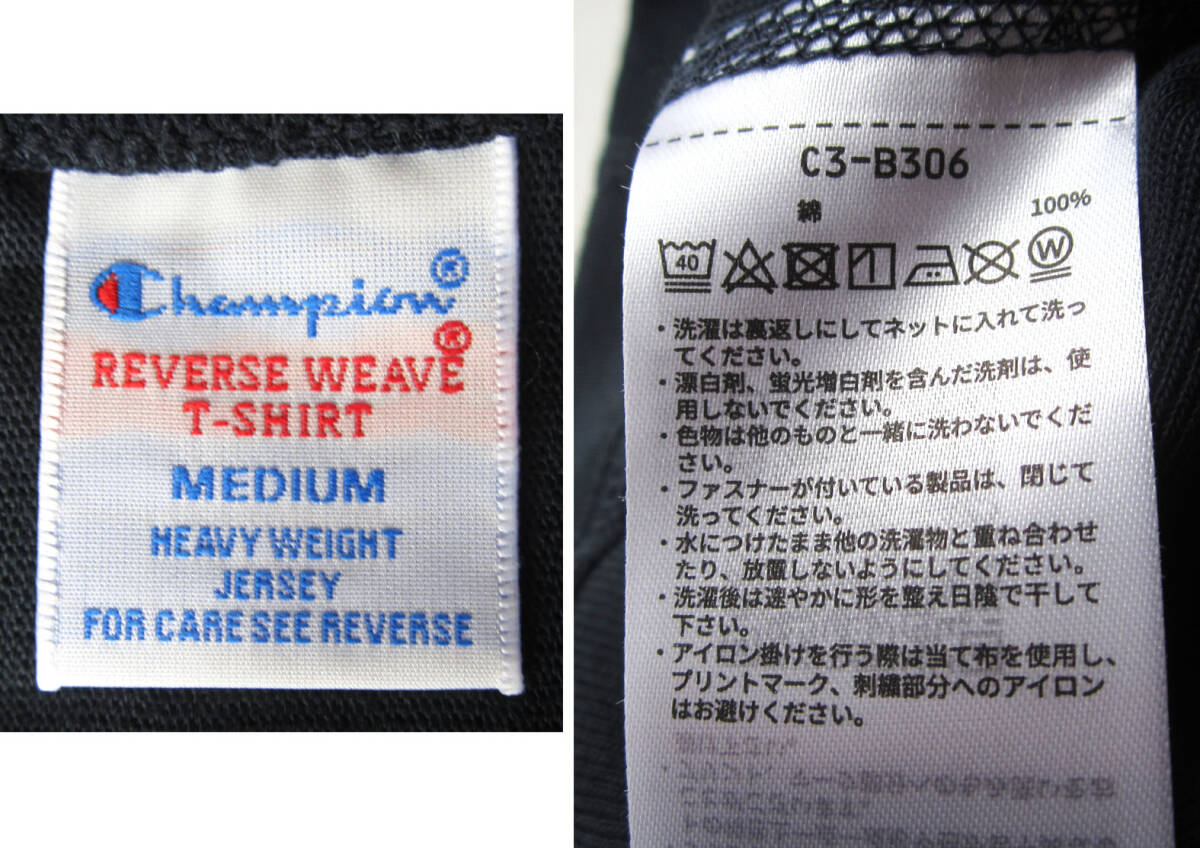 Champion®
REVERSE WEAVE®
T-SHIRT
MEDIUM
HEAVY WEIGHT
JERSEY
FOR CARE SEE REVERSE
C3-B306
綿 100%
40
W
・洗濯は裏返しにしてネットに入れて洗っ
てください。
・漂白剤、蛍光増白剤を含んだ洗剤は、使
用しないでください。
・色物は他のものと一緒に洗わないでくだ
さい。
・ファスナーが付いている製品は、閉じて
洗ってください。
・水につけたまま他の洗濯物と重ね合わせ
たり、放置しないようにしてください。
・洗濯後は速やかに形を整え日陰で干して
下さい。
・アイロン掛けを行う際は当て布を使用し、
プリントマーク、刺繍部分へのアイロン
はお避けください。